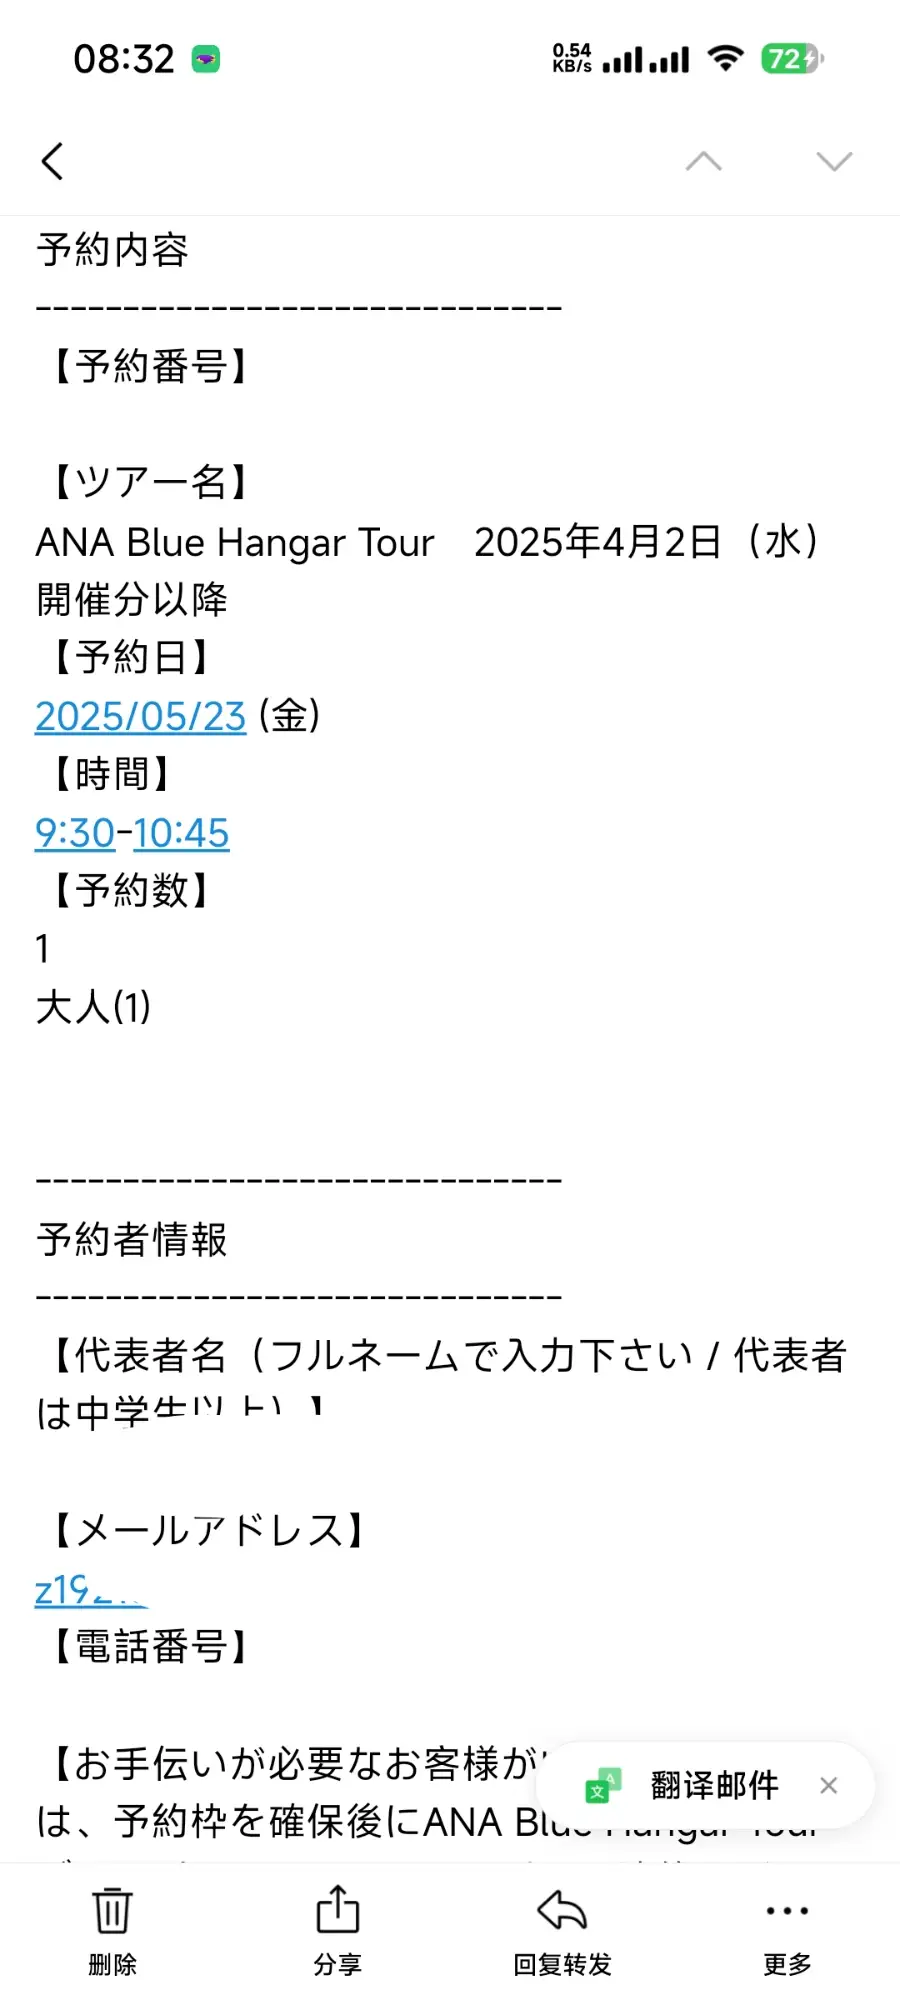 08:32
0.54
KB/s
72
予約内容
------------------------------
【予約番号】
【ツアー名】
ANA Blue Hangar Tour　2025年4月2日（水）
開催分以降
【予約日】
2025/05/23 (金)
【時間】
9:30-10:45
【予約数】
1
大人(1)
------------------------------
予約者情報
------------------------------
【代表者名（フルネームで入力下さい / 代表者
は中学生以上）】
【メールアドレス】
z192
【電話番号】
【お手伝いが必要なお客様が
は、予約枠を確保後にANA Blue Hangar Tour
翻译邮件
删除
分享
回复转发
更多